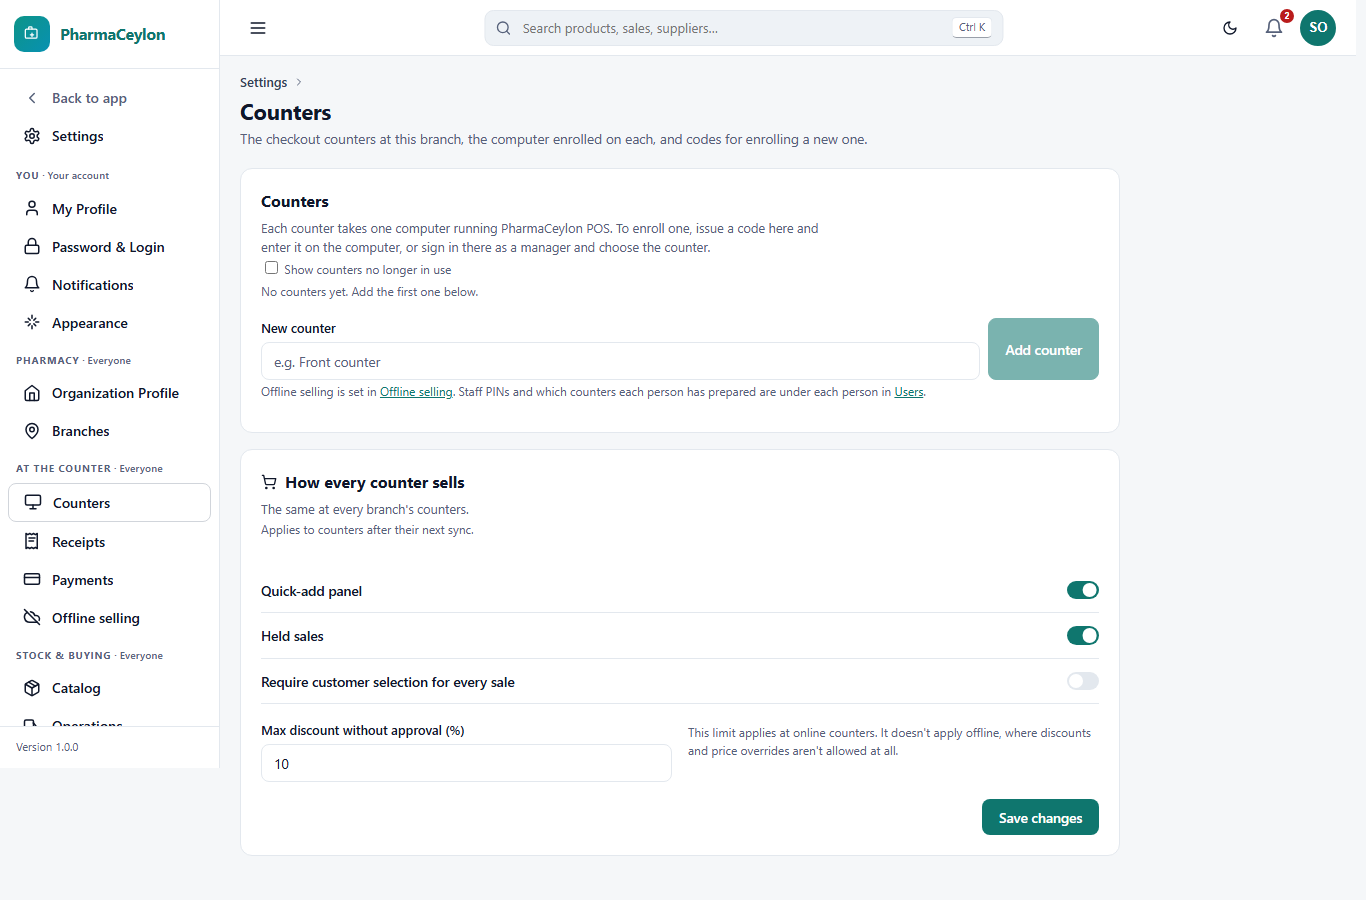 PharmaCeylon
Search products, sales, suppliers...
Ctrl K
2
SO
Back to app
Settings
YOU · Your account
My Profile
Password & Login
Notifications
Appearance
PHARMACY · Everyone
Organization Profile
Branches
AT THE COUNTER · Everyone
Counters
Receipts
Payments
Offline selling
STOCK & BUYING · Everyone
Catalog
Operations
Version 1.0.0
Settings
Counters
The checkout counters at this branch, the computer enrolled on each, and codes for enrolling a new one.
Counters
Each counter takes one computer running PharmaCeylon POS. To enroll one, issue a code here and
enter it on the computer, or sign in there as a manager and choose the counter.
Show counters no longer in use
No counters yet. Add the first one below.
New counter
e.g. Front counter
Add counter
Offline selling is set in Offline selling. Staff PINs and which counters each person has prepared are under each person in Users.
How every counter sells
The same at every branch's counters.
Applies to counters after their next sync.
Quick-add panel
Held sales
Require customer selection for every sale
Max discount without approval (%)
10
This limit applies at online counters. It doesn't apply offline, where discounts
and price overrides aren't allowed at all.
Save changes